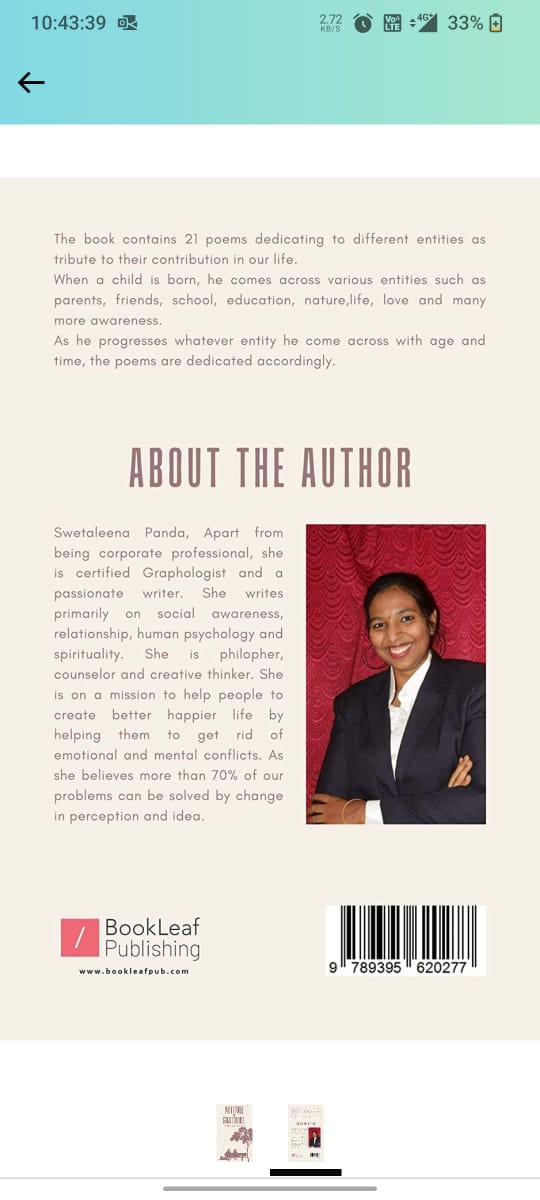 10:43:39
2.72
KB/S
Vo))
LTE
4G+
33%
The book contains 21 poems dedicating to different entities as
tribute to their contribution in our life.
When a child is born, he comes across various entities such as
parents, friends, school, education, nature,life, love and many
more awareness.
As he progresses whatever entity he come across with age and
time, the poems are dedicated accordingly.
ABOUT THE AUTHOR
Swetaleena Panda, Apart from
being corporate professional, she
is certified Graphologist and a
passionate writer. She writes
primarily on social awareness,
relationship, human psychology and
spirituality. She is philopher,
counselor and creative thinker. She
is on a mission to help people to
create better happier life by
helping them to get rid of
emotional and mental conflicts. As
she believes more than 70% of our
problems can be solved by change
in perception and idea.
BookLeaf
Publishing
www.bookleafpub.com
9 789395 620277
GRATITUDE